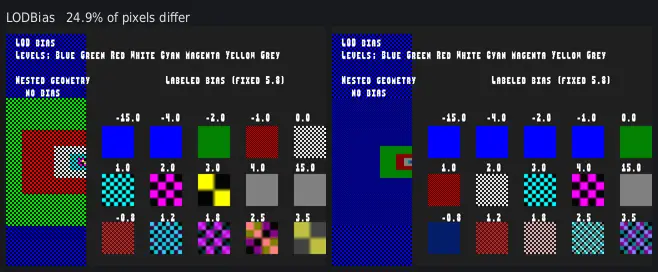 LODBias 24.9% of pixels differ
LOD BIAS
LEVELS: BLUE GREEN RED WHITE CYAN MAGENTA YELLOW GREY
NESTED GEOMETRY LABELED BIAS (FIXED 5.8)
NO BIAS
-15.0 -4.0 -2.0 -1.0 0.0
1.0 2.0 3.0 4.0 15.0
-0.8 1.2 1.8 2.5 3.5
LOD BIAS
LEVELS: BLUE GREEN RED WHITE CYAN MAGENTA YELLOW GREY
NESTED GEOMETRY LABELED BIAS (FIXED 5.8)
NO BIAS
-15.0 -4.0 -2.0 -1.0 0.0
1.0 2.0 3.0 4.0 15.0
-0.8 1.2 1.8 2.5 3.5